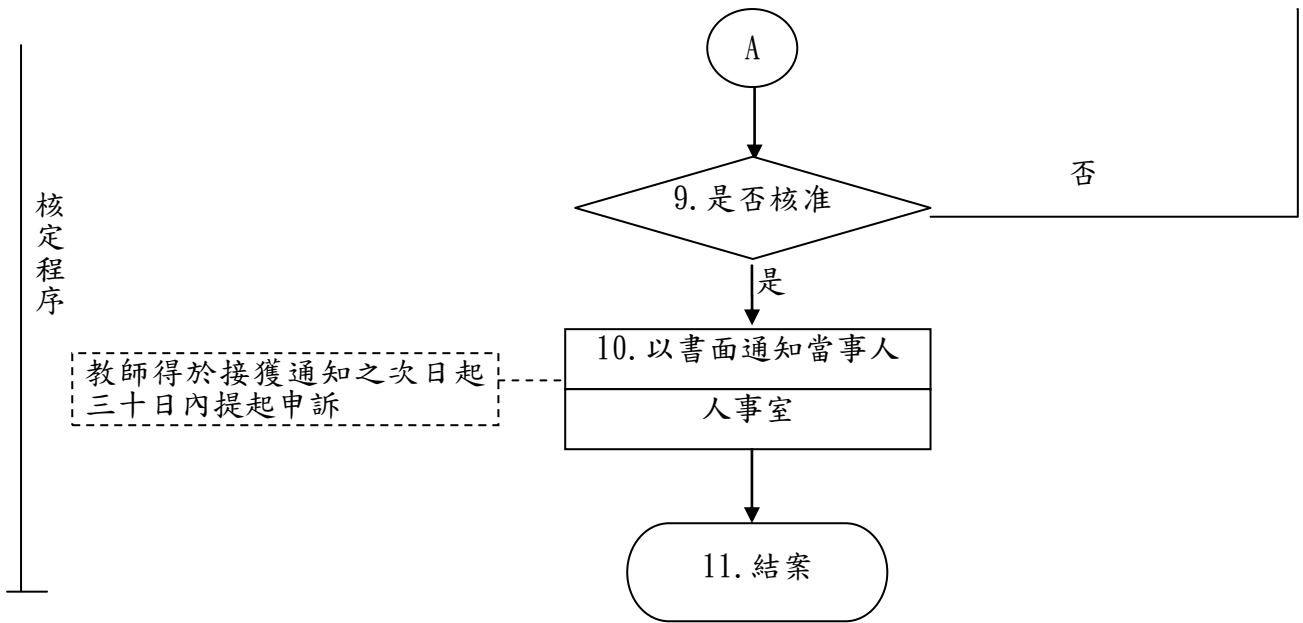 A
9.是否核准
否
核定程序
是
10.以書面通知當事人
教師得於接獲通知之次日起
三十日內提起申訴
人事室
11.結案